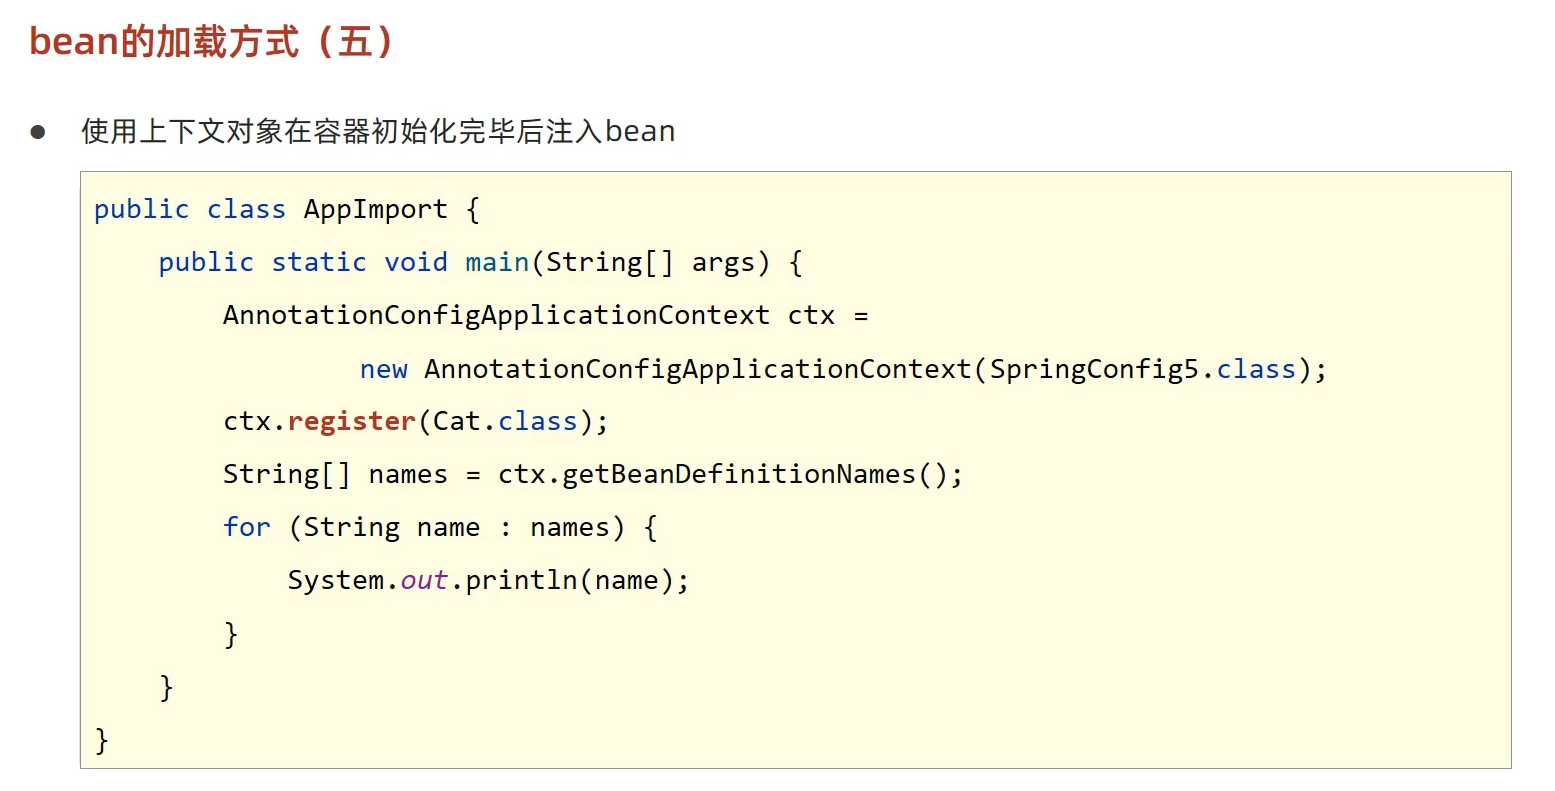 bean的加载方式（五）
● 使用上下文对象在容器初始化完毕后注入bean
public class AppImport {
    public static void main(String[] args) {
        AnnotationConfigApplicationContext ctx =
                new AnnotationConfigApplicationContext(SpringConfig5.class);
        ctx.register(Cat.class);
        String[] names = ctx.getBeanDefinitionNames();
        for (String name : names) {
            System.out.println(name);
        }
    }
}